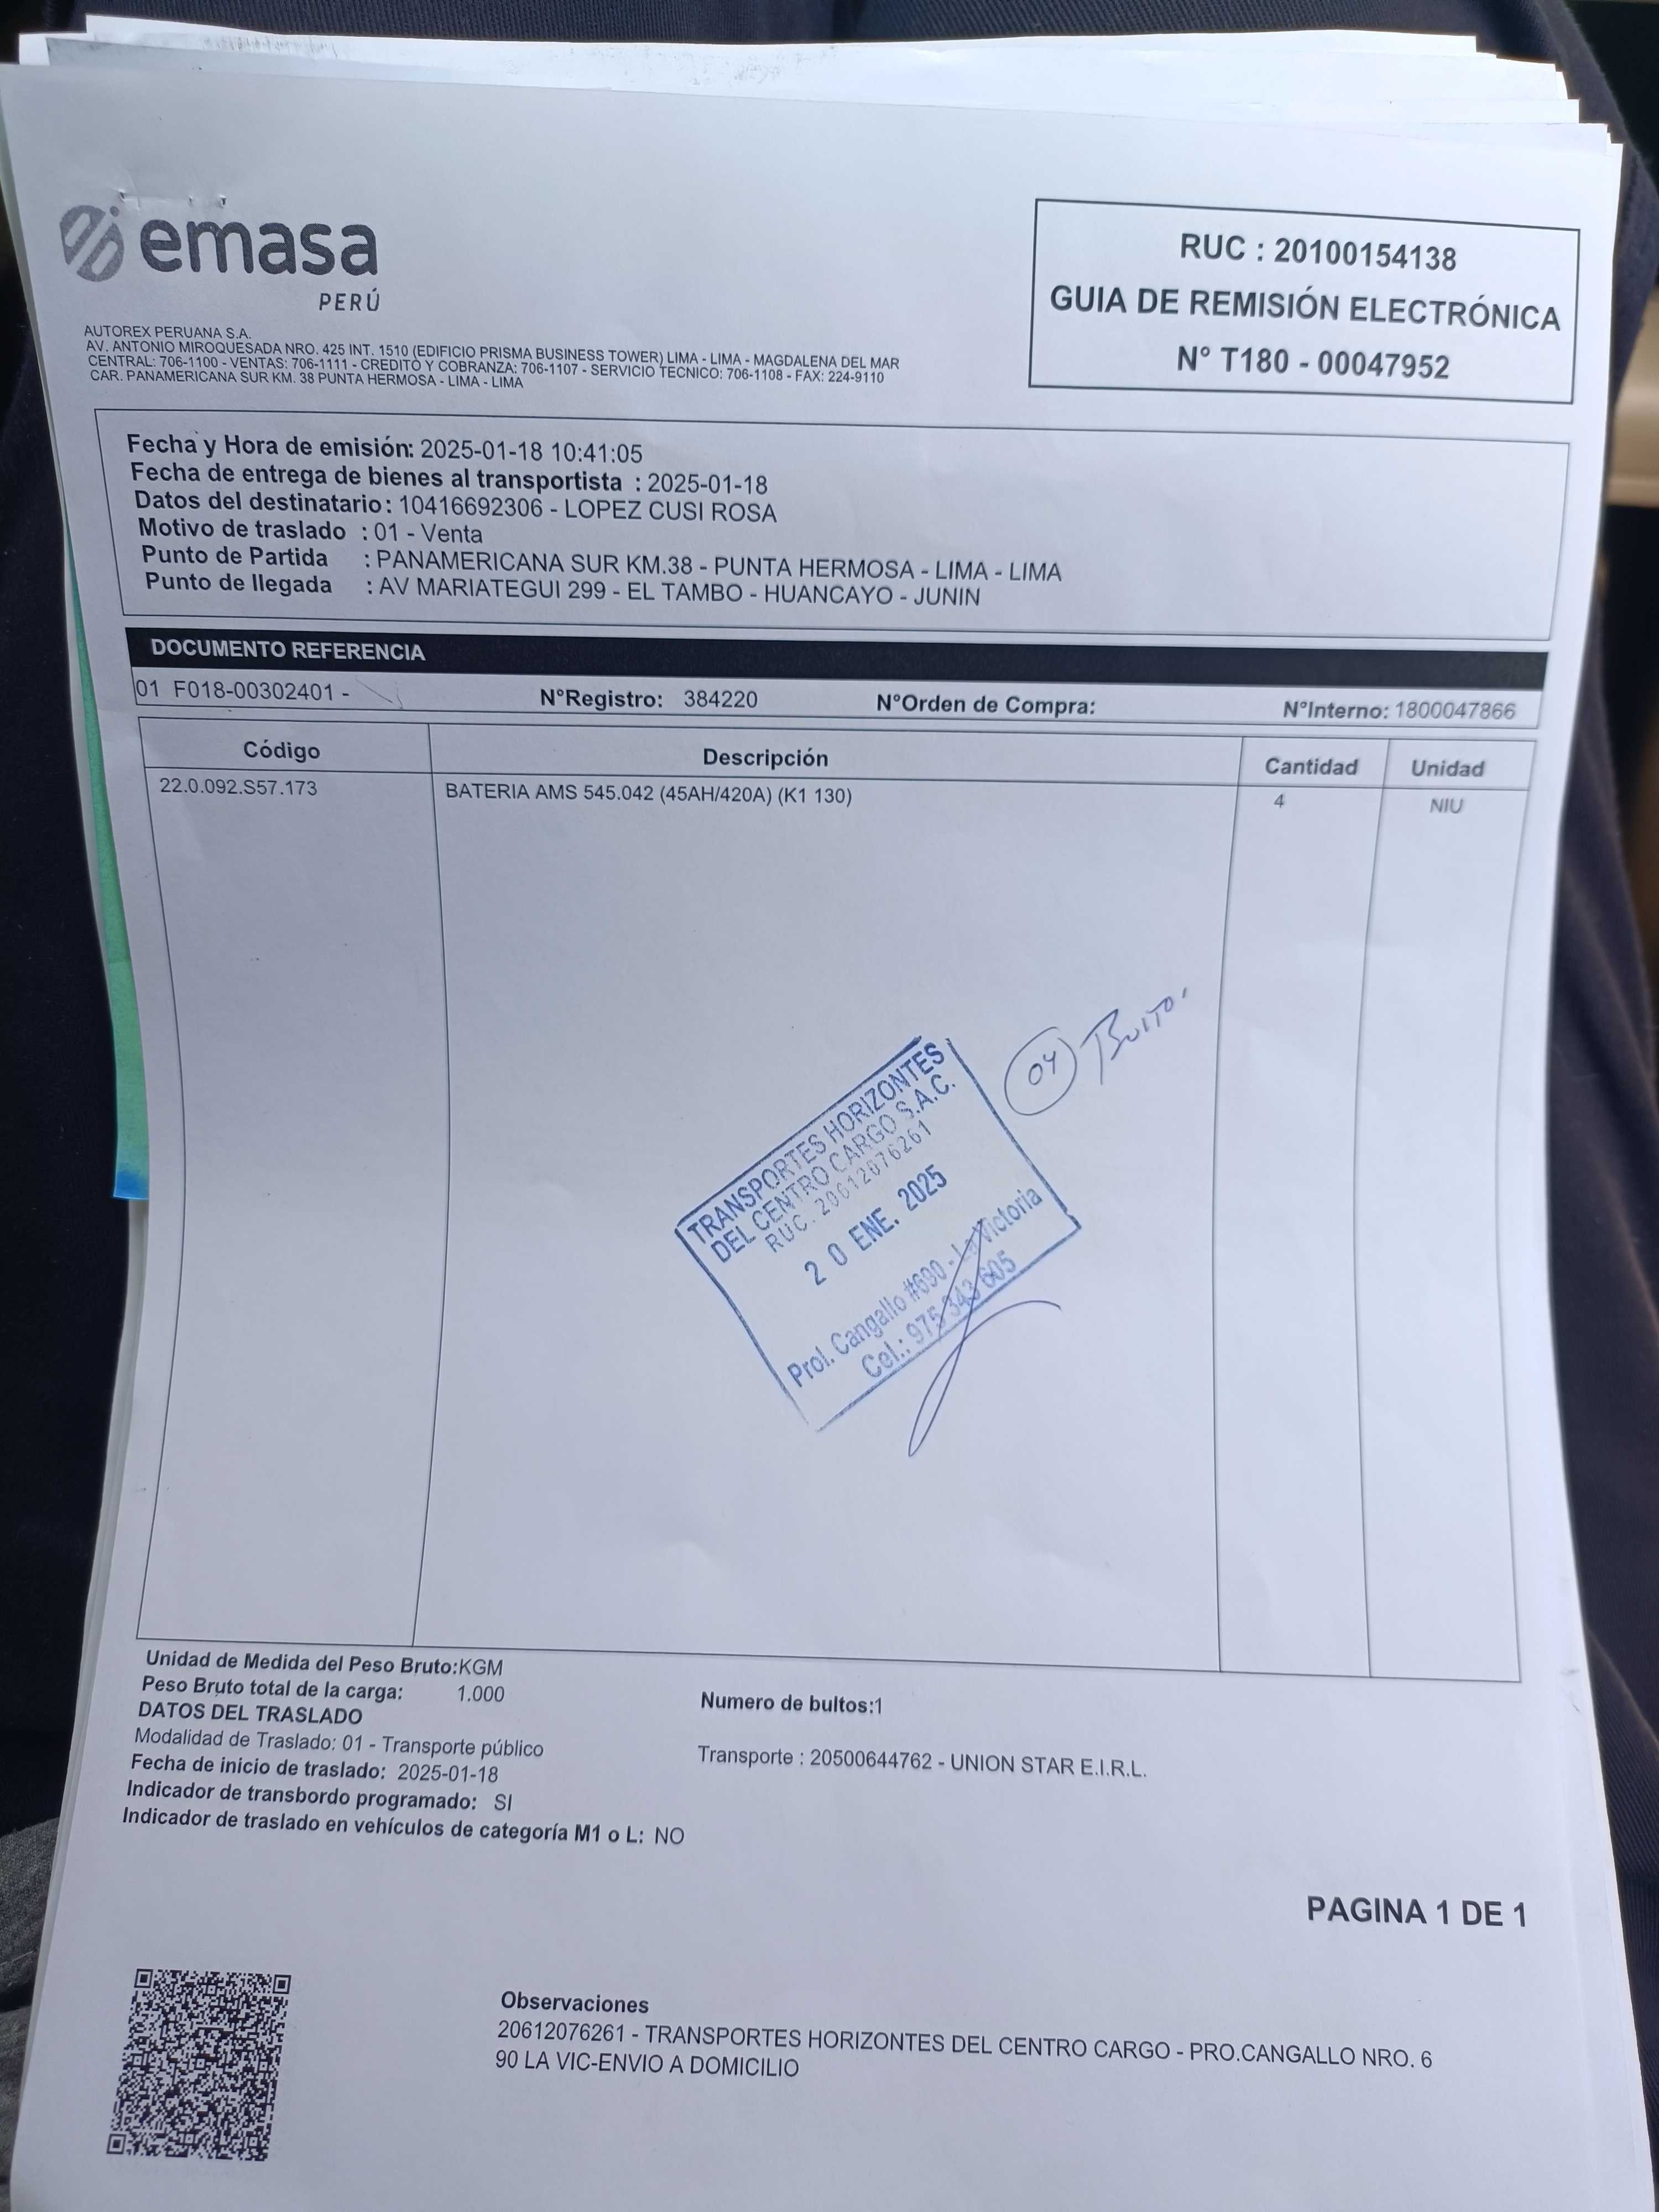 emasa
PERÚ
RUC : 20100154138
GUIA DE REMISIÓN ELECTRÓNICA
N° T180 - 00047952
AUTOREX PERUANA S.A.
AV. ANTONIO MIROQUESADA NRO. 425 INT. 1510 (EDIFICIO PRISMA BUSINESS TOWER) LIMA - LIMA - MAGDALENA DEL MAR
CENTRAL: 706-1100 - VENTAS: 706-1111 - CREDITO Y COBRANZA: 706-1107 - SERVICIO TECNICO: 706-1108 - FAX: 224-9110
CAR. PANAMERICANA SUR KM. 38 PUNTA HERMOSA - LIMA - LIMA
Fecha y Hora de emisión: 2025-01-18 10:41:05
Fecha de entrega de bienes al transportista : 2025-01-18
Datos del destinatario : 10416692306 - LOPEZ CUSI ROSA
Motivo de traslado : 01 - Venta
Punto de Partida : PANAMERICANA SUR KM.38 - PUNTA HERMOSA - LIMA - LIMA
Punto de llegada : AV MARIATEGUI 299 - EL TAMBO - HUANCAYO - JUNIN
DOCUMENTO REFERENCIA
01 F018-00302401 - N°Registro: 384220 N°Orden de Compra: N°Interno: 1800047866
Código Descripción Cantidad Unidad
22.0.092.S57.173 BATERIA AMS 545.042 (45AH/420A) (K1 130) 4 NIU
04 Bulto
TRANSPORTES HORIZONTES
DEL CENTRO CARGO S.A.C.
RUC. 20612076261
20 ENE. 2025
Prol. Cangallo #690 - La Victoria
Cel.: 975 343 605
Unidad de Medida del Peso Bruto:KGM
Peso Bruto total de la carga: 1.000 Numero de bultos:1
DATOS DEL TRASLADO
Modalidad de Traslado: 01 - Transporte público Transporte : 20500644762 - UNION STAR E.I.R.L.
Fecha de inicio de traslado: 2025-01-18
Indicador de transbordo programado: SI
Indicador de traslado en vehículos de categoría M1 o L: NO
PAGINA 1 DE 1
Observaciones
20612076261 - TRANSPORTES HORIZONTES DEL CENTRO CARGO - PRO.CANGALLO NRO. 6
90 LA VIC-ENVIO A DOMICILIO